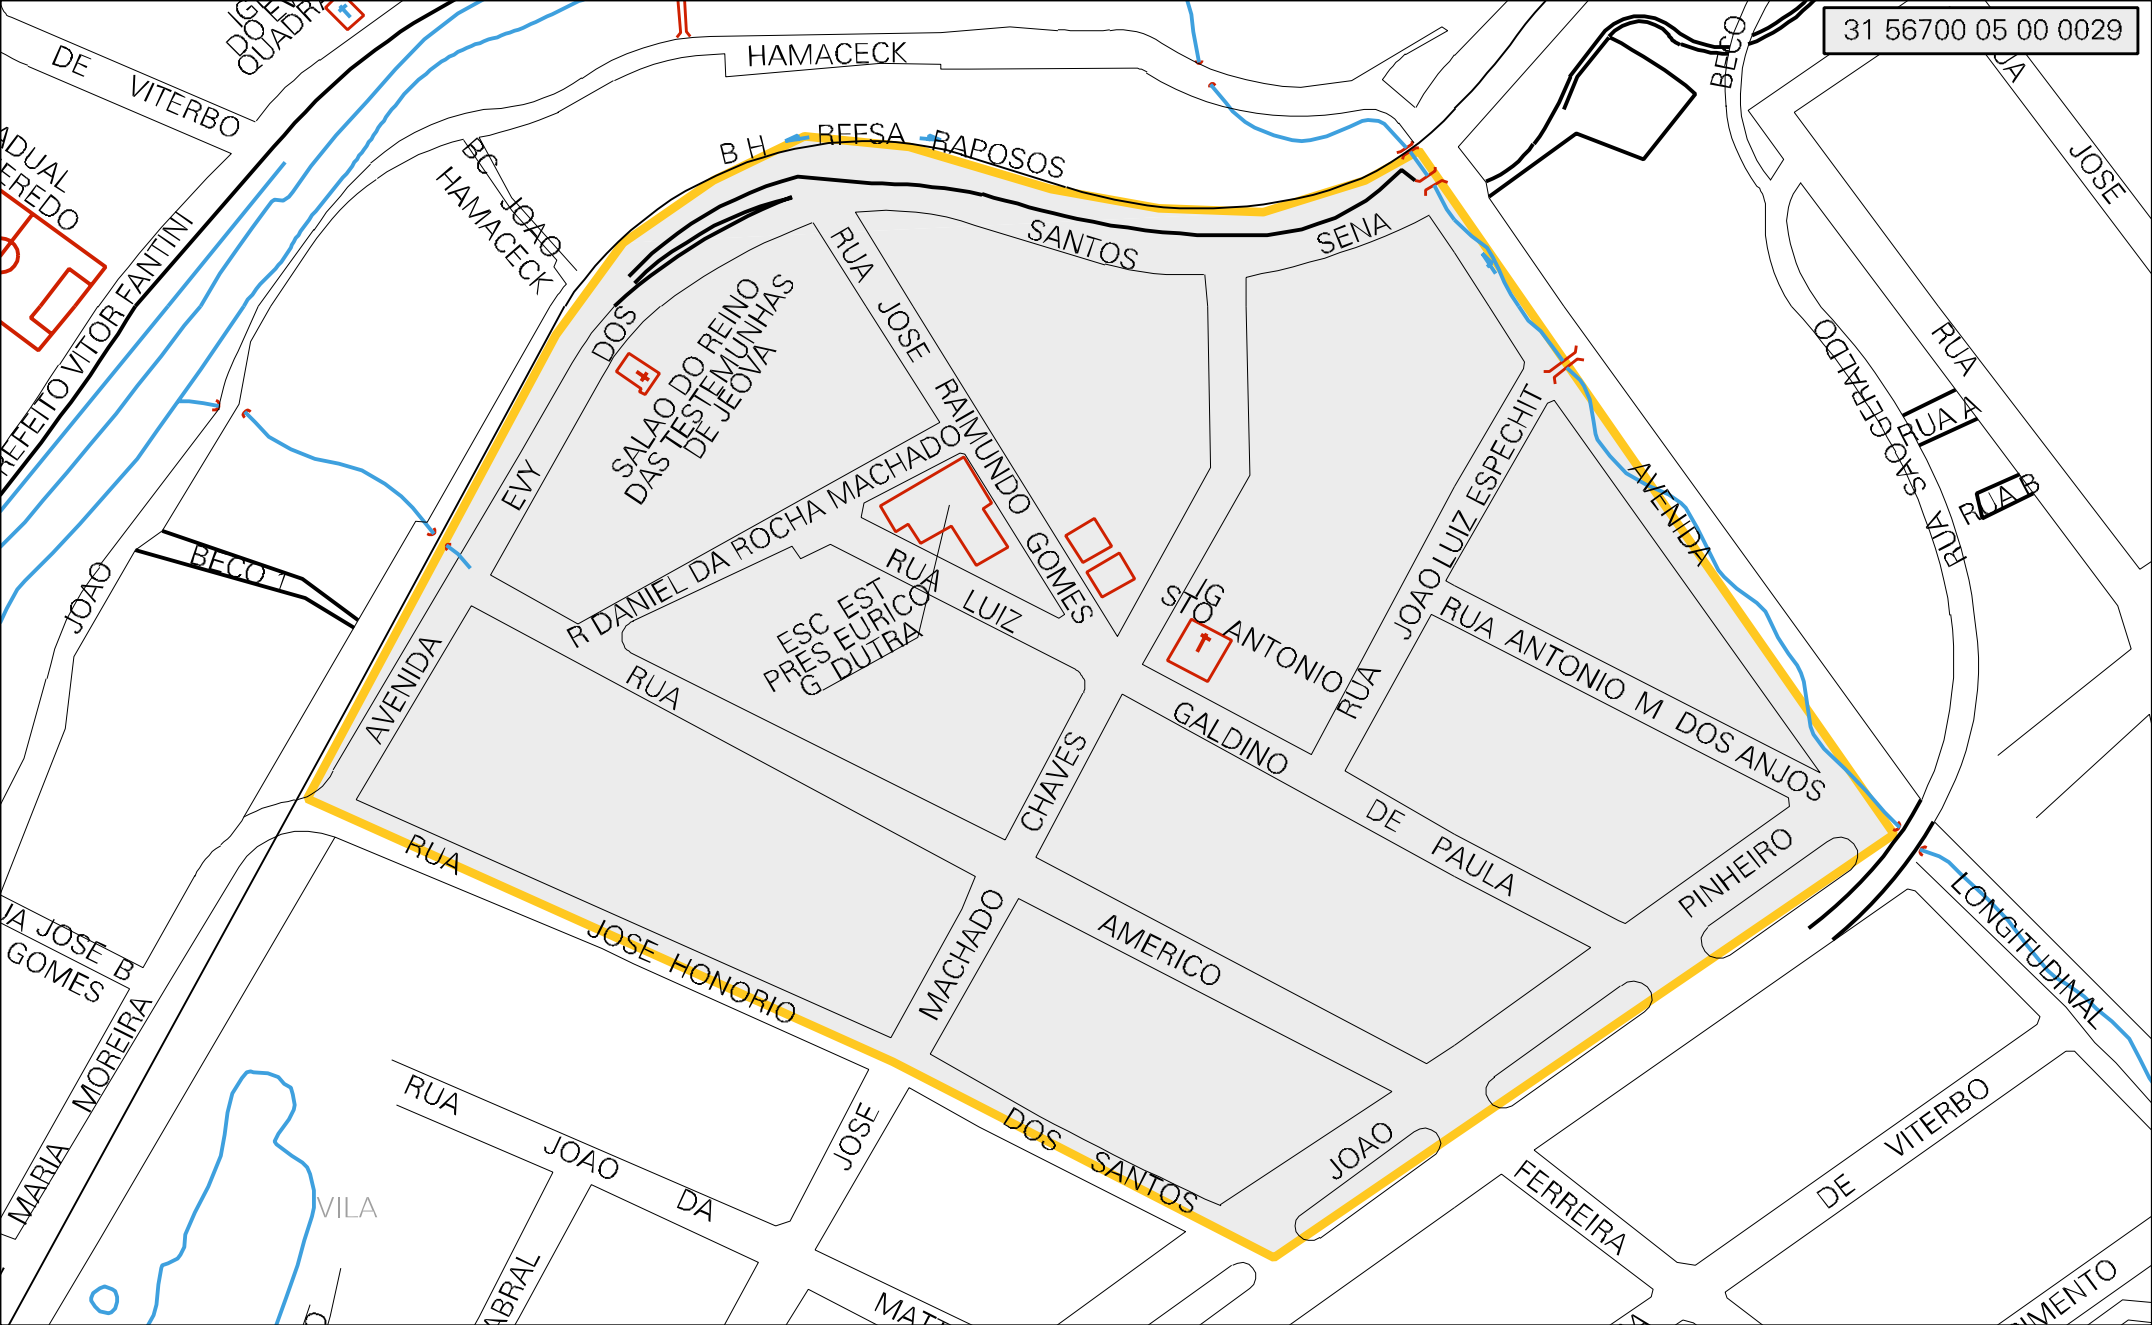 31 56700 05 00 0029
DE VITERBO
HAMACECK
BECO
BC JOAO
HAMACECK
B H RFFSA RAPOSOS
JOSE
PREFEITO VITOR FANTINI
DOS
SANTOS
SENA
SALAO DO REINO
DAS TESTEMUNHAS
DE JEOVA
RUA JOSE RAIMUNDO GOMES
EVY
R DANIEL DA ROCHA MACHADO
RUA JOAO LUIZ ESPECHIT
AVENIDA
RUA
RUA A
RUA B
RUA SAO GERALDO
BECO 1
JOAO
ESC EST
PRES EURICO
G DUTRA
RUA LUIZ
IG
STO ANTONIO
RUA ANTONIO M DOS ANJOS
AVENIDA
RUA
GALDINO
DE PAULA
CHAVES
PINHEIRO
RUA JOSE HONORIO
DOS SANTOS
MACHADO
AMERICO
LONGITUDINAL
JOSE B
GOMES
MARIA MOREIRA
RUA JOAO DA
JOSE
JOAO
FERREIRA
DE VITERBO
VILA